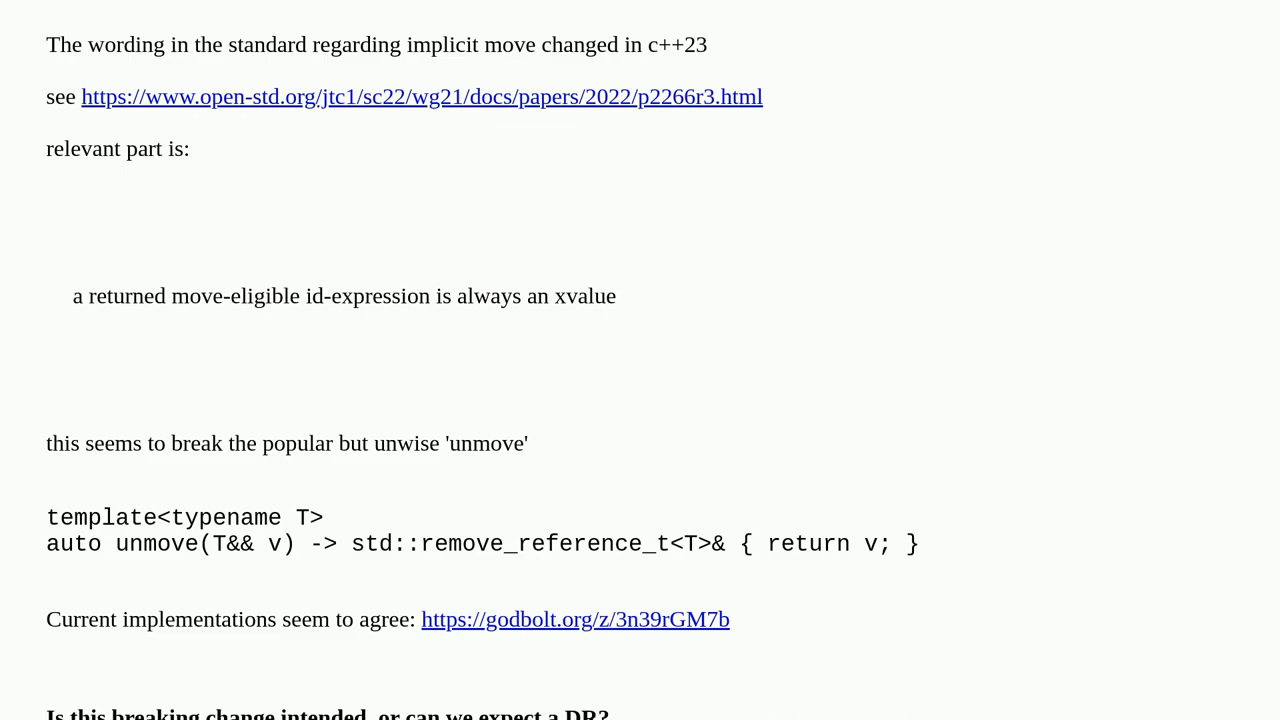 The wording in the standard regarding implicit move changed in c++23
see https://www.open-std.org/jtc1/sc22/wg21/docs/papers/2022/p2266r3.html
relevant part is:
a returned move-eligible id-expression is always an xvalue
this seems to break the popular but unwise 'unmove'
template<typename T>
auto unmove(T&& v) -> std::remove_reference_t<T>& { return v; }
Current implementations seem to agree: https://godbolt.org/z/3n39rGM7b
Is this breaking change intended, or can we expect a DR?